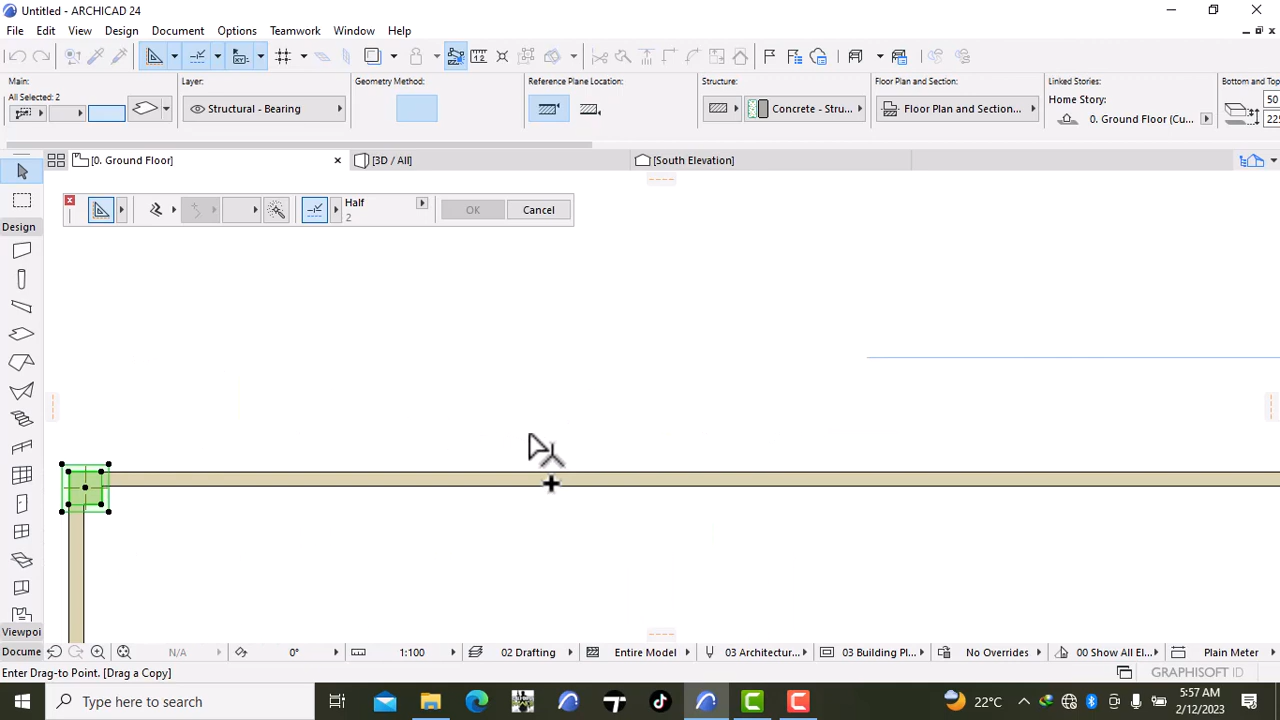 Untitled - ARCHICAD 24
File Edit View Design Document Options Teamwork Window Help
Main: Layer: Geometry Method: Reference Plane Location: Structure: Floor Plan and Section: Linked Stories: Bottom and Top
All Selected: 2
Structural - Bearing
Concrete - Stru...
Floor Plan and Section...
Home Story:
0. Ground Floor (Cu...
50
225
[0. Ground Floor] [3D / All] [South Elevation]
Half
2
OK Cancel
Design
Viewpoi
Docume
N/A 0° 1:100 02 Drafting Entire Model 03 Architectur... 03 Building Pl... No Overrides 00 Show All El... Plain Meter
Enter Drag-to Point. [Drag a Copy]
GRAPHISOFT ID
Type here to search
22°C
5:57 AM
2/12/2023